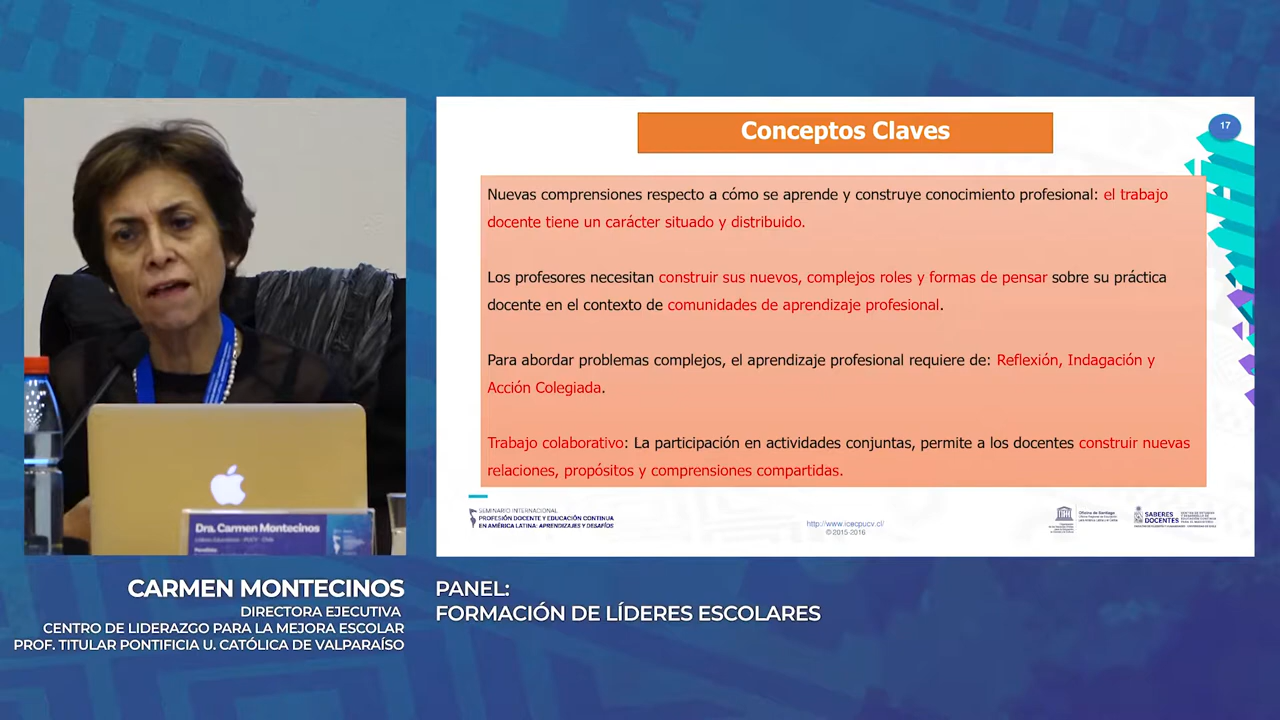 Conceptos Claves
17
Nuevas comprensiones respecto a cómo se aprende y construye conocimiento profesional: el trabajo
docente tiene un carácter situado y distribuido.
Los profesores necesitan construir sus nuevos, complejos roles y formas de pensar sobre su práctica
docente en el contexto de comunidades de aprendizaje profesional.
Para abordar problemas complejos, el aprendizaje profesional requiere de: Reflexión, Indagación y
Acción Colegiada.
Trabajo colaborativo: La participación en actividades conjuntas, permite a los docentes construir nuevas
relaciones, propósitos y comprensiones compartidas.
SEMINARIO INTERNACIONAL
PROFESIÓN DOCENTE Y EDUCACIÓN CONTINUA
EN AMÉRICA LATINA: APRENDIZAJES Y DESAFÍOS
http://www.icecpucv.cl/
©2015-2016
Oficina de Santiago
SABERES
DOCENTES
Dra. Carmen Montecinos
Panelista
CARMEN MONTECINOS
DIRECTORA EJECUTIVA
CENTRO DE LIDERAZGO PARA LA MEJORA ESCOLAR
PROF. TITULAR PONTIFICIA U. CATÓLICA DE VALPARAÍSO
PANEL:
FORMACIÓN DE LÍDERES ESCOLARES